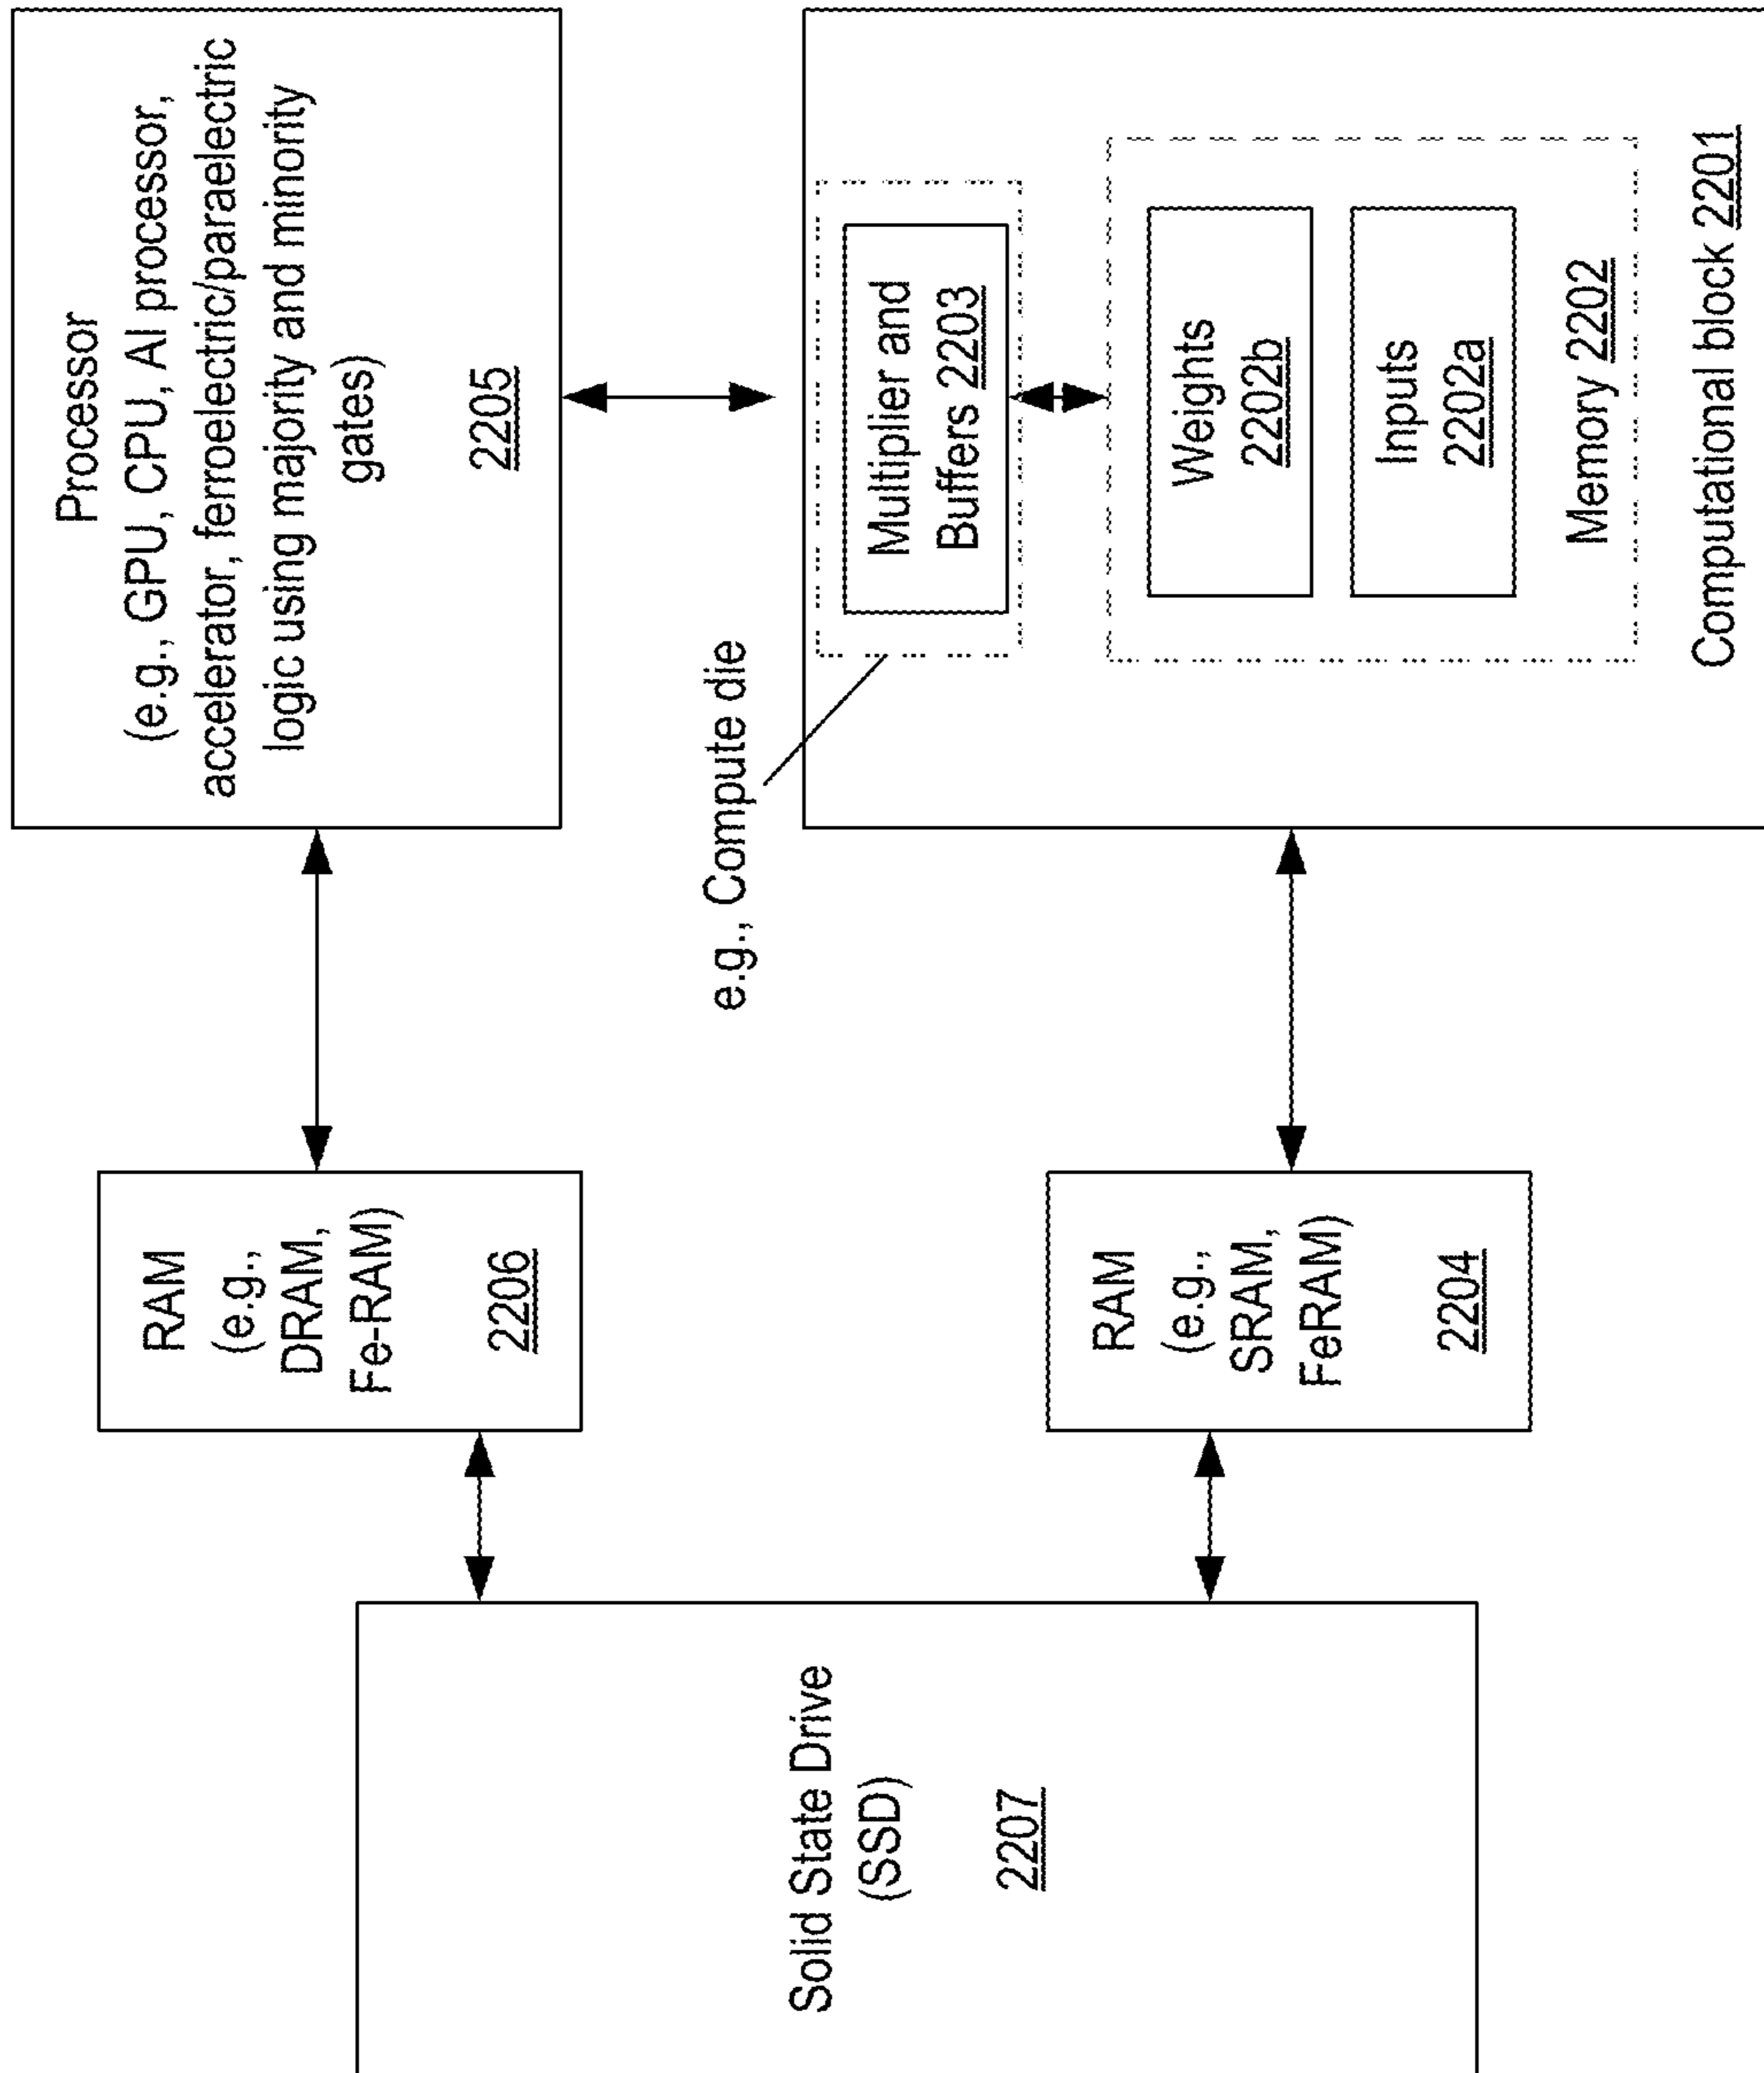 Processor
(e.g., GPU, CPU, AI processor,
accelerator, ferroelectric/paraelectric
logic using majority and minority
gates)
2205
RAM
(e.g.,
DRAM,
Fe-RAM)
2206
Solid State Drive
(SSD)
2207
RAM
(e.g.,
SRAM,
FeRAM)
2204
e.g., Compute die
Multiplier and
Buffers 2203
Weights
2202b
Inputs
2202a
Memory 2202
Computational block 2201